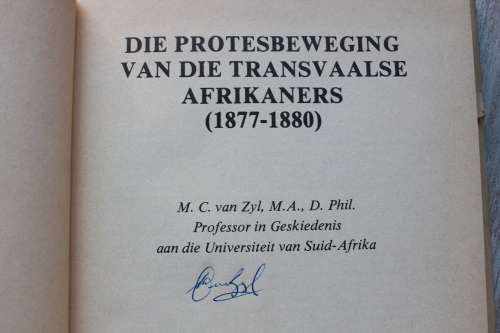 DIE PROTESBEWEGING
VAN DIE TRANSVAALSE
AFRIKANERS
(1877-1880)
M. C. van Zyl, M.A., D. Phil.
Professor in Geskiedenis
aan die Universiteit van Suid-Afrika